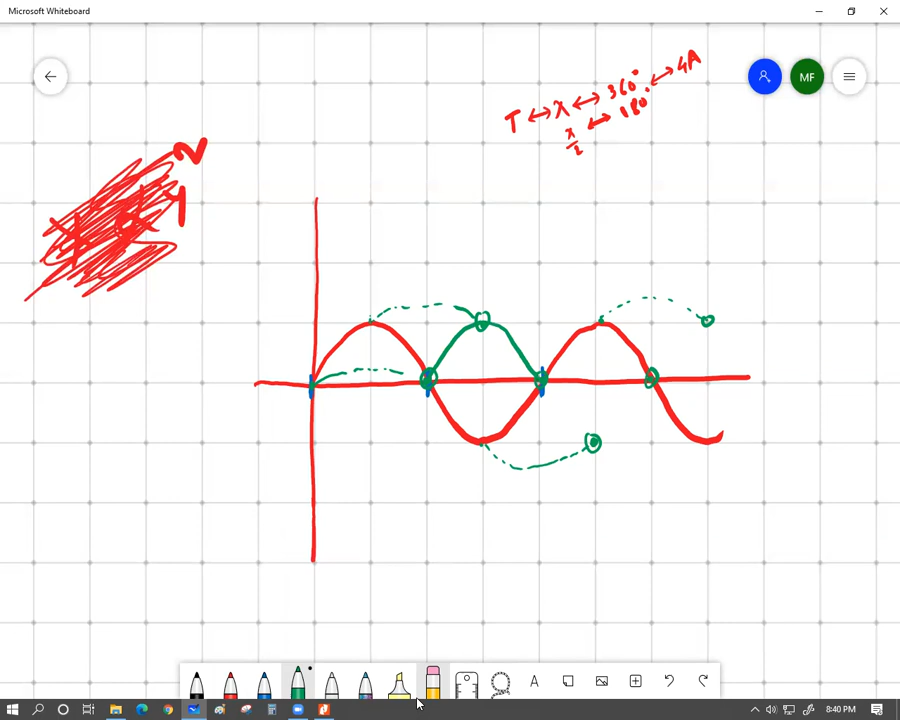 Microsoft Whiteboard
MF
T ↔ λ ↔ 360° ↔ 4A
λ/2 ↔ 180°
A
8:40 PM